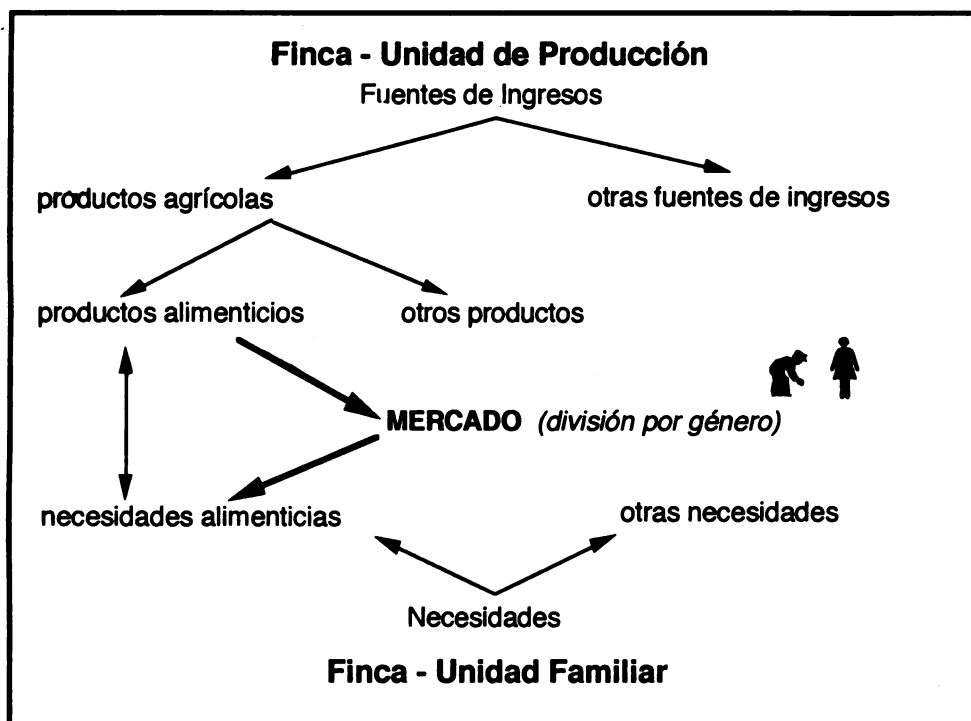 Finca - Unidad de Producción
Fuentes de Ingresos
productos agrícolas otras fuentes de ingresos
productos alimenticios otros productos
MERCADO (división por género)
necesidades alimenticias otras necesidades
Necesidades
Finca - Unidad Familiar